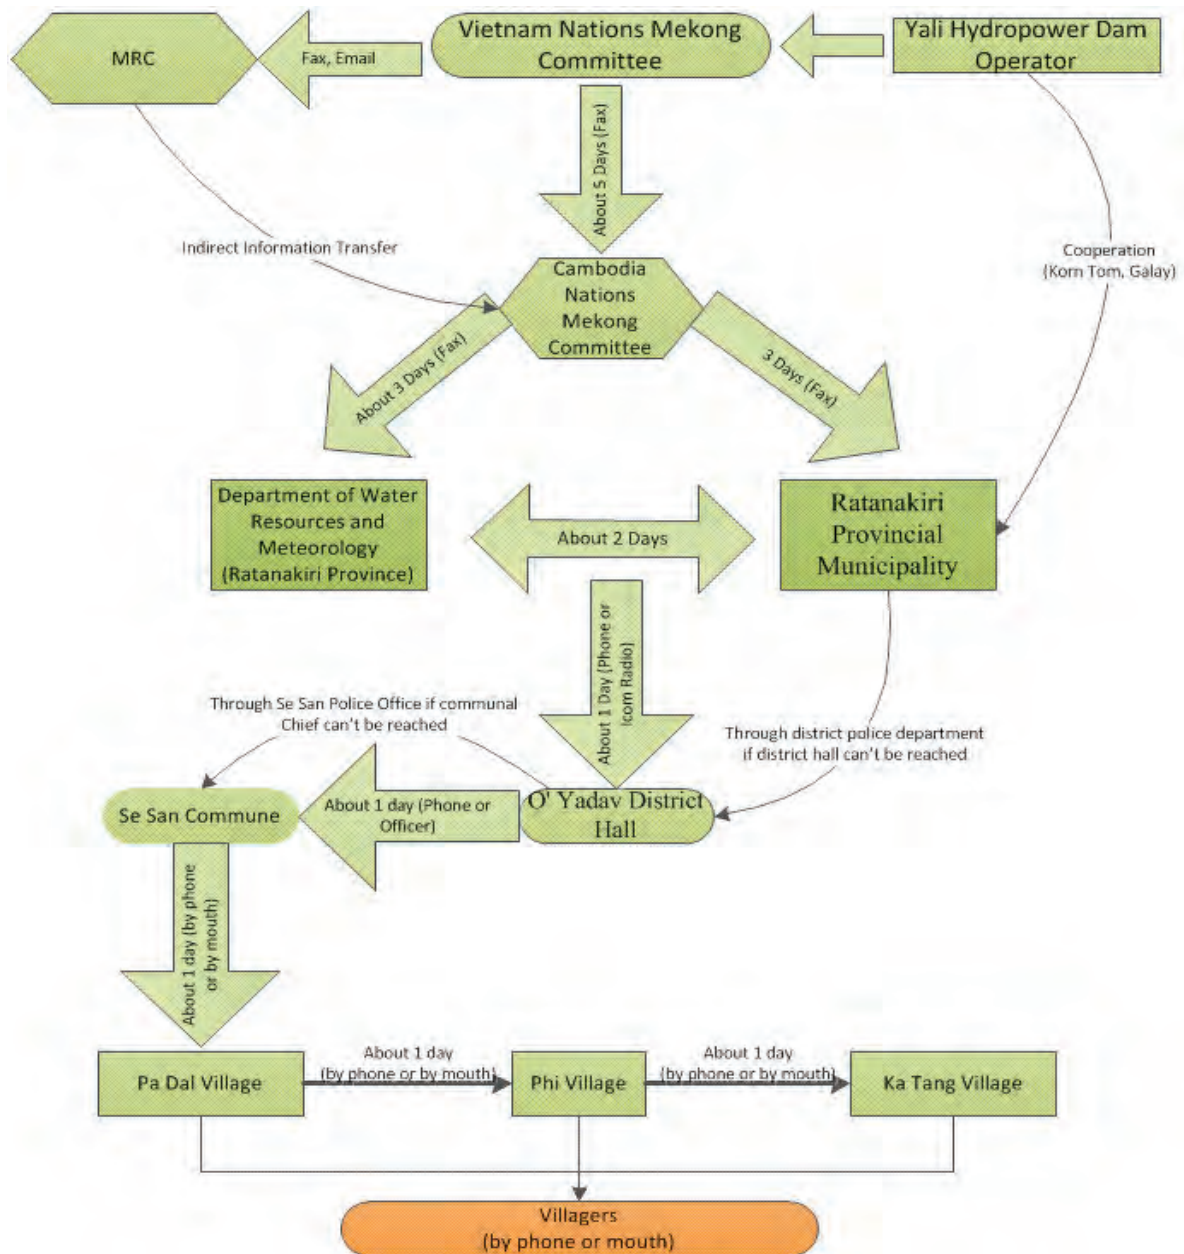 MRC
Fax, Email
Vietnam Nations Mekong
Committee
Yali Hydropower Dam
Operator
About 5 Days (Fax)
Indirect Information Transfer
Cooperation
(Korn Tom, Galay)
Cambodia
Nations
Mekong
Committee
About 3 Days (Fax)
3 Days (Fax)
Department of Water
Resources and
Meteorology
(Ratanakiri Province)
About 2 Days
Ratanakiri
Provincial
Municipality
About 1 Day (Phone or
Icom Radio)
Through Se San Police Office if communal
Chief can't be reached
Through district police department
if district hall can't be reached
Se San Commune
About 1 day (Phone or
Officer)
O' Yadav District
Hall
About 1 day (by phone
or by mouth)
Pa Dal Village
About 1 day
(by phone or by mouth)
Phi Village
About 1 day
(by phone or by mouth)
Ka Tang Village
Villagers
(by phone or mouth)